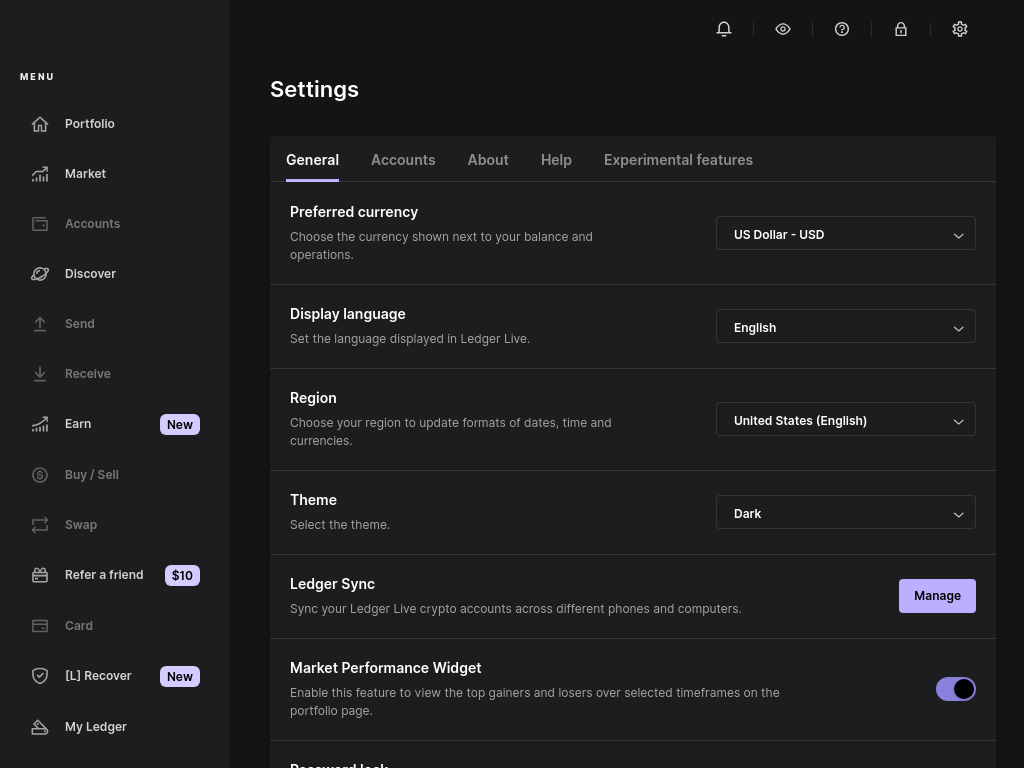 MENU
Portfolio
Market
Accounts
Discover
Send
Receive
Earn
New
Buy / Sell
Swap
Refer a friend
$10
Card
[L] Recover
New
My Ledger
Settings
General
Accounts
About
Help
Experimental features
Preferred currency
Choose the currency shown next to your balance and
operations.
US Dollar - USD
Display language
Set the language displayed in Ledger Live.
English
Region
Choose your region to update formats of dates, time and
currencies.
United States (English)
Theme
Select the theme.
Dark
Ledger Sync
Sync your Ledger Live crypto accounts across different phones and computers.
Manage
Market Performance Widget
Enable this feature to view the top gainers and losers over selected timeframes on the
portfolio page.
Password lock